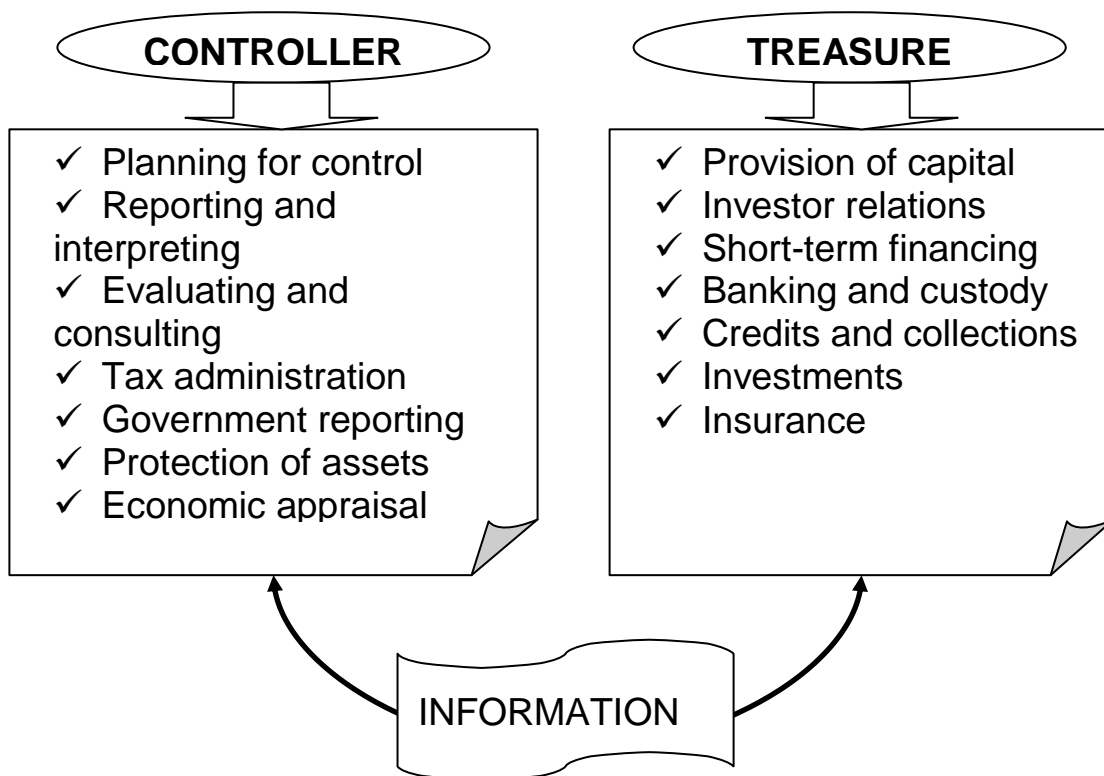 CONTROLLER
✓ Planning for control
✓ Reporting and
interpreting
✓ Evaluating and
consulting
✓ Tax administration
✓ Government reporting
✓ Protection of assets
✓ Economic appraisal
TREASURE
✓ Provision of capital
✓ Investor relations
✓ Short-term financing
✓ Banking and custody
✓ Credits and collections
✓ Investments
✓ Insurance
INFORMATION